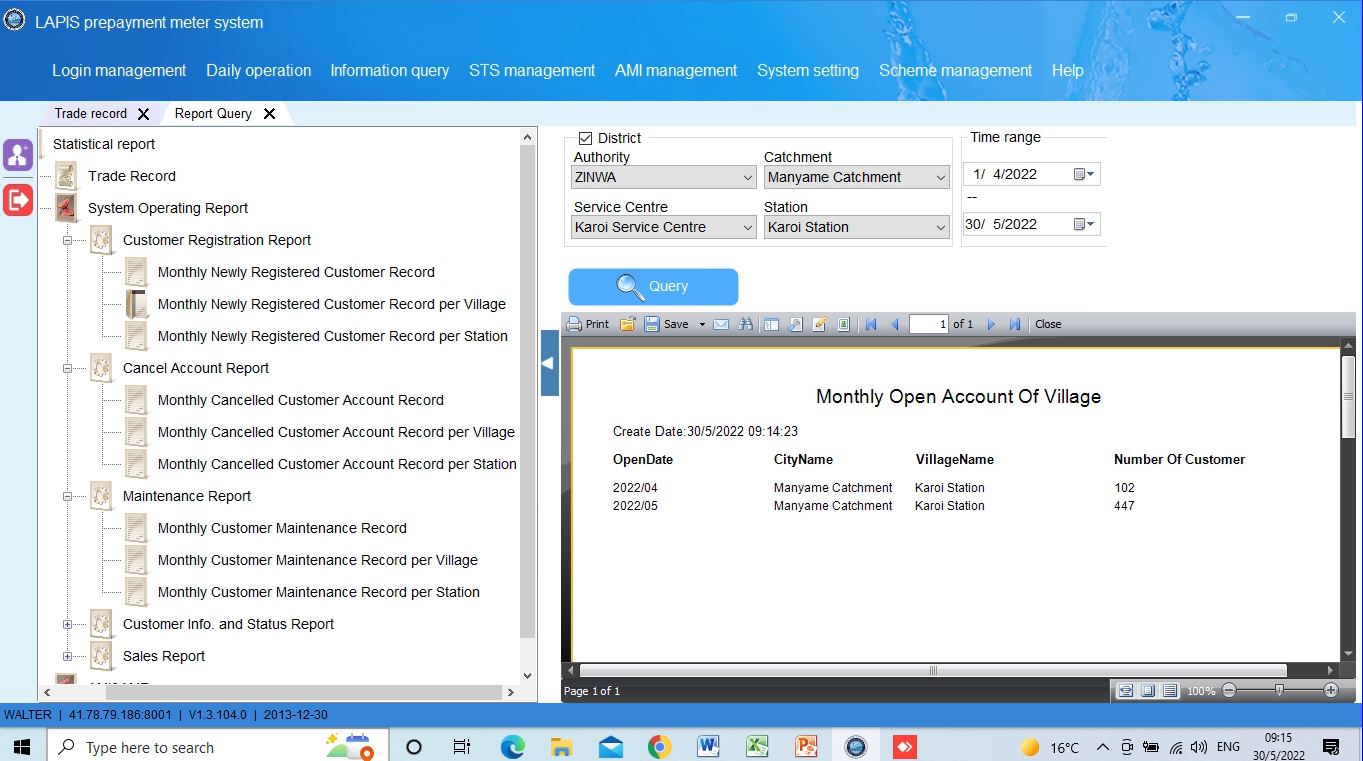 LAPIS prepayment meter system
Login management Daily operation Information query STS management AMI management System setting Scheme management Help
Trade record Report Query
Statistical report
Trade Record
System Operating Report
Customer Registration Report
Monthly Newly Registered Customer Record
Monthly Newly Registered Customer Record per Village
Monthly Newly Registered Customer Record per Station
Cancel Account Report
Monthly Cancelled Customer Account Record
Monthly Cancelled Customer Account Record per Village
Monthly Cancelled Customer Account Record per Station
Maintenance Report
Monthly Customer Maintenance Record
Monthly Customer Maintenance Record per Village
Monthly Customer Maintenance Record per Station
Customer Info. and Status Report
Sales Report
District
Authority Catchment
ZINWA Manyame Catchment
Service Centre Station
Karoi Service Centre Karoi Station
Time range
1/ 4/2022
--
30/ 5/2022
Query
Print Save 1 of 1 Close
Monthly Open Account Of Village
Create Date:30/5/2022 09:14:23
OpenDate CityName VillageName Number Of Customer
2022/04 Manyame Catchment Karoi Station 102
2022/05 Manyame Catchment Karoi Station 447
Page 1 of 1 100%
WALTER | 41.78.79.186:8001 | V1.3.104.0 | 2013-12-30
Type here to search 16°C ENG 09:15
30/5/2022